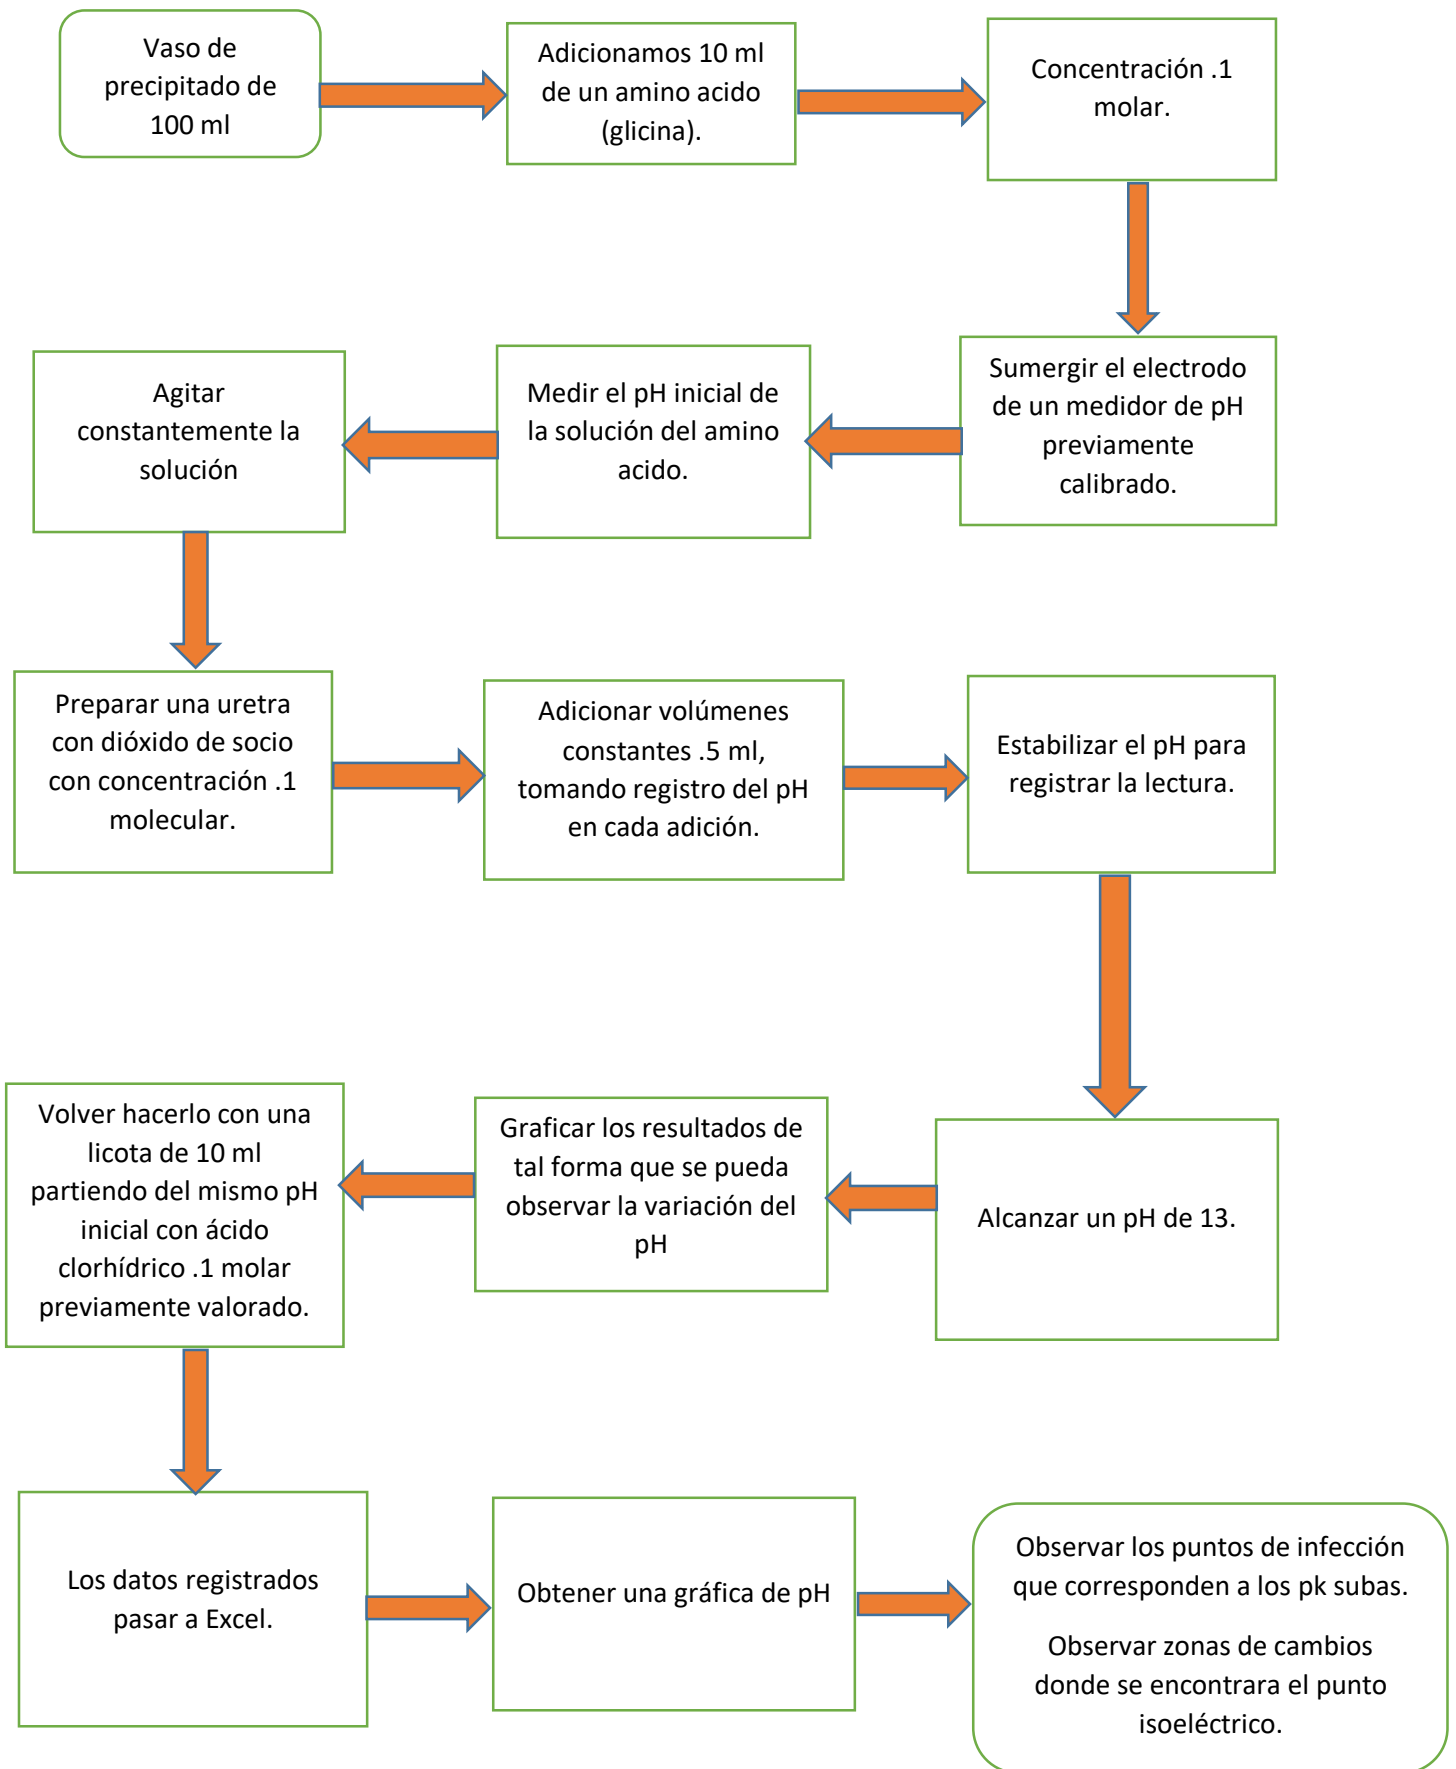 Vaso de
precipitado de
100 ml
Adicionamos 10 ml
de un amino acido
(glicina).
Concentración .1
molar.
Sumergir el electrodo
de un medidor de pH
previamente
calibrado.
Medir el pH inicial de
la solución del amino
acido.
Agitar
constantemente la
solución
Preparar una uretra
con dióxido de socio
con concentración .1
molecular.
Adicionar volúmenes
constantes .5 ml,
tomando registro del pH
en cada adición.
Estabilizar el pH para
registrar la lectura.
Alcanzar un pH de 13.
Graficar los resultados de
tal forma que se pueda
observar la variación del
pH
Volver hacerlo con una
licota de 10 ml
partiendo del mismo pH
inicial con ácido
clorhídrico .1 molar
previamente valorado.
Los datos registrados
pasar a Excel.
Obtener una gráfica de pH
Observar los puntos de infección
que corresponden a los pk subas.
Observar zonas de cambios
donde se encontrara el punto
isoeléctrico.